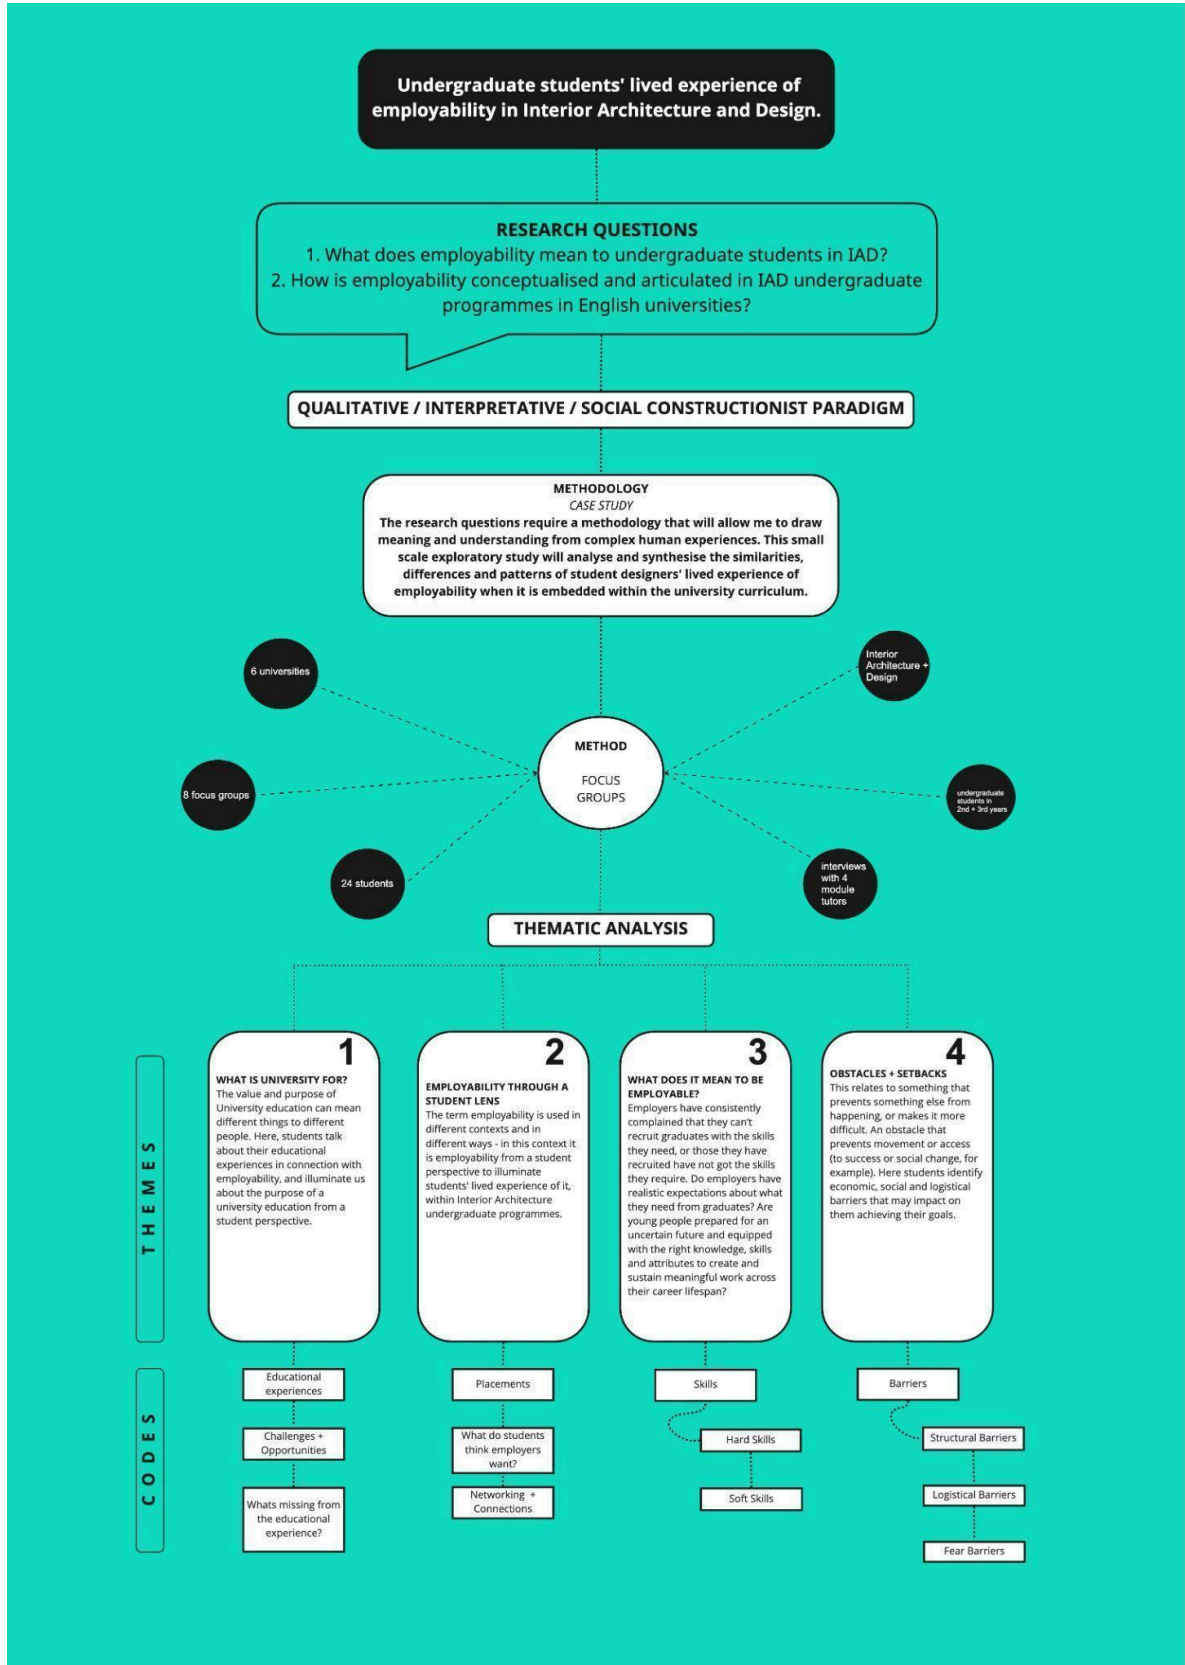 Undergraduate students' lived experience of
employability in Interior Architecture and Design.
RESEARCH QUESTIONS
1. What does employability mean to undergraduate students in IAD?
2. How is employability conceptualised and articulated in IAD undergraduate
programmes in English universities?
QUALITATIVE / INTERPRETATIVE / SOCIAL CONSTRUCTIONIST PARADIGM
METHODOLOGY
CASE STUDY
The research questions require a methodology that will allow me to draw
meaning and understanding from complex human experiences. This small
scale exploratory study will analyse and synthesise the similarities,
differences and patterns of student designers' lived experience of
employability when it is embedded within the university curriculum.
6 universities
8 focus groups
24 students
METHOD
FOCUS
GROUPS
Interior
Architecture +
Design
undergraduate
students in
2nd + 3rd years
interviews
with 4
module
tutors
THEMATIC ANALYSIS
THEMES
1
WHAT IS UNIVERSITY FOR?
The value and purpose of
University education can mean
different things to different
people. Here, students talk
about their educational
experiences in connection with
employability, and illuminate us
about the purpose of a
university education from a
student perspective.
2
EMPLOYABILITY THROUGH A
STUDENT LENS
The term employability is used in
different contexts and in
different ways - in this context it
is employability from a student
perspective to illuminate
students' lived experience of it,
within Interior Architecture
undergraduate programmes.
3
WHAT DOES IT MEAN TO BE
EMPLOYABLE?
Employers have consistently
complained that they can't
recruit graduates with the skills
they need, or those they have
recruited have not got the skills
they require. Do employers have
realistic expectations about what
they need from graduates? Are
young people prepared for an
uncertain future and equipped
with the right knowledge, skills
and attributes to create and
sustain meaningful work across
their career lifespan?
4
OBSTACLES + SETBACKS
This relates to something that
prevents something else from
happening, or makes it more
difficult. An obstacle that
prevents movement or access
(to success or social change, for
example). Here students identify
economic, social and logistical
barriers that may impact on
them achieving their goals.
CODES
Educational
experiences
Challenges +
Opportunities
Whats missing from
the educational
experience?
Placements
What do students
think employers
want?
Networking +
Connections
Skills
Hard Skills
Soft Skills
Barriers
Structural Barriers
Logistical Barriers
Fear Barriers